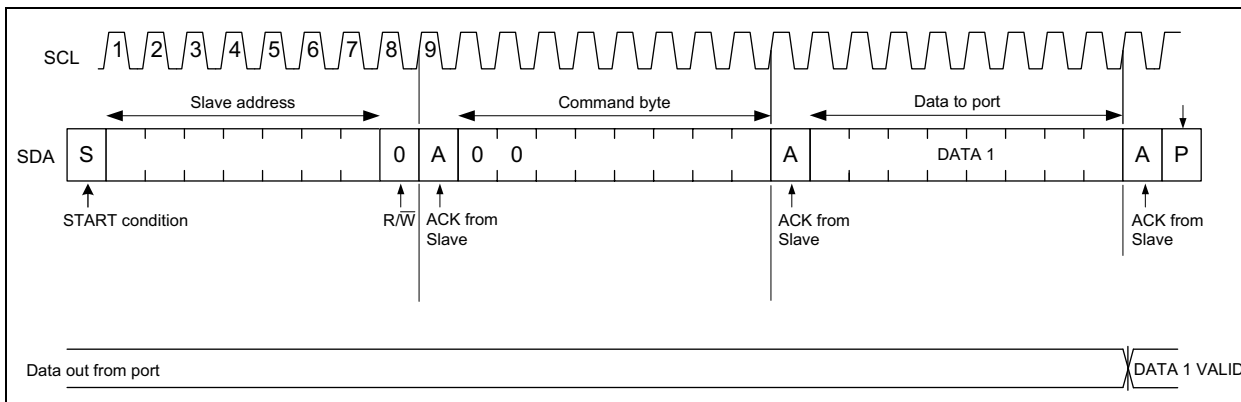 SCL 1 2 3 4 5 6 7 8 9
Slave address Command byte Data to port
SDA S 0 A 0 0 A DATA 1 A P
START condition R/W̅ ACK from Slave ACK from Slave ACK from Slave
Data out from port DATA 1 VALID